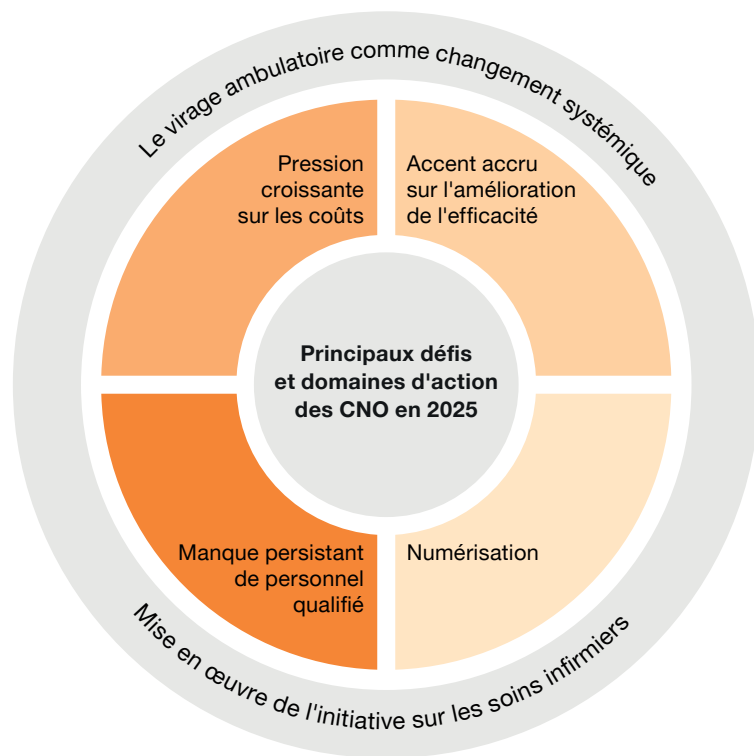 Le virage ambulatoire comme changement systémique
Pression
croissante
sur les coûts
Accent accru
sur l'amélioration
de l'efficacité
Principaux défis
et domaines d'action
des CNO en 2025
Manque persistant
de personnel
qualifié
Numérisation
Mise en œuvre de l'initiative sur les soins infirmiers